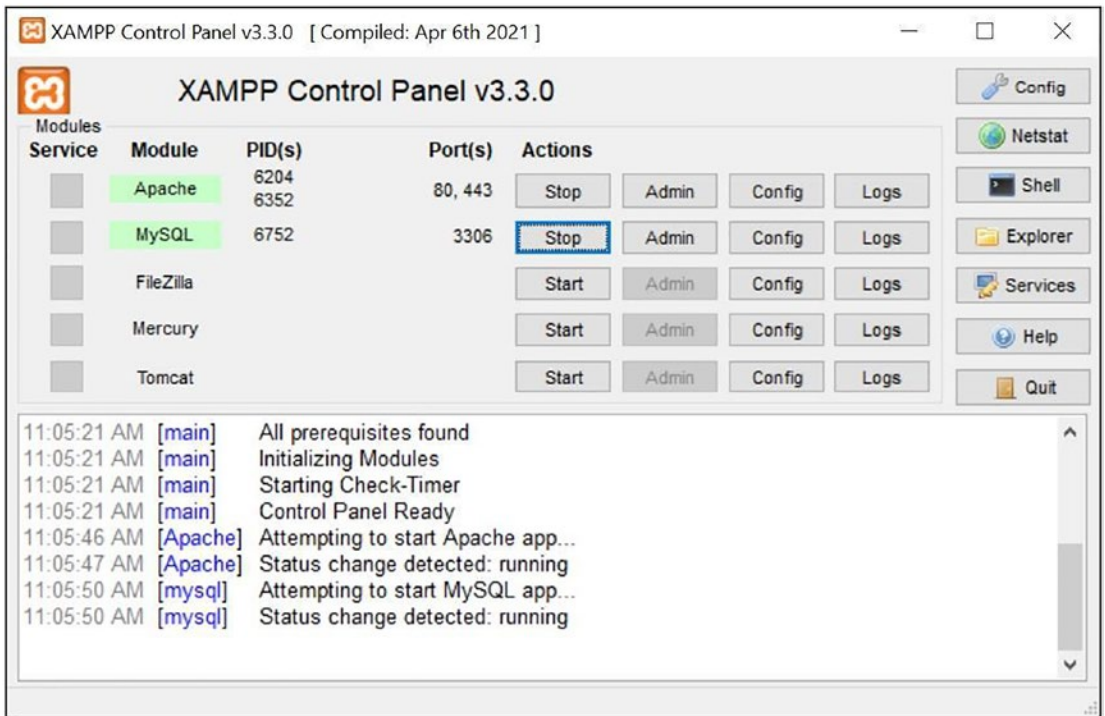 XAMPP Control Panel v3.3.0 [ Compiled: Apr 6th 2021 ]
XAMPP Control Panel v3.3.0
Config
Modules
Netstat
Service Module PID(s) Port(s) Actions
Apache 6204 6352 80, 443 Stop Admin Config Logs
Shell
MySQL 6752 3306 Stop Admin Config Logs
Explorer
FileZilla Start Admin Config Logs
Services
Mercury Start Admin Config Logs
Help
Tomcat Start Admin Config Logs
Quit
11:05:21 AM [main] All prerequisites found
11:05:21 AM [main] Initializing Modules
11:05:21 AM [main] Starting Check-Timer
11:05:21 AM [main] Control Panel Ready
11:05:46 AM [Apache] Attempting to start Apache app...
11:05:47 AM [Apache] Status change detected: running
11:05:50 AM [mysql] Attempting to start MySQL app...
11:05:50 AM [mysql] Status change detected: running